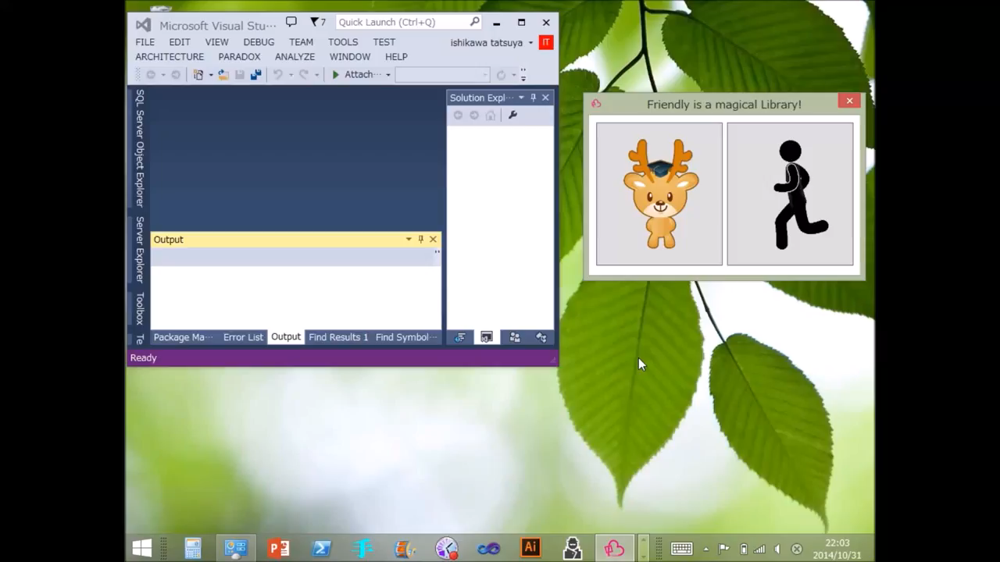 Microsoft Visual Stu···
7
Quick Launch (Ctrl+Q)
FILE EDIT VIEW DEBUG TEAM TOOLS TEST
ishikawa tatsuya
IT
ARCHITECTURE PARADOX ANALYZE WINDOW HELP
Attach···
SQL Server Object Explorer
Server Explorer
Toolbox
Te
Solution Expl···
Output
Package Ma··· Error List Output Find Results 1 Find Symbol···
Ready
Friendly is a magical Library!
Ai
22:03
2014/10/31